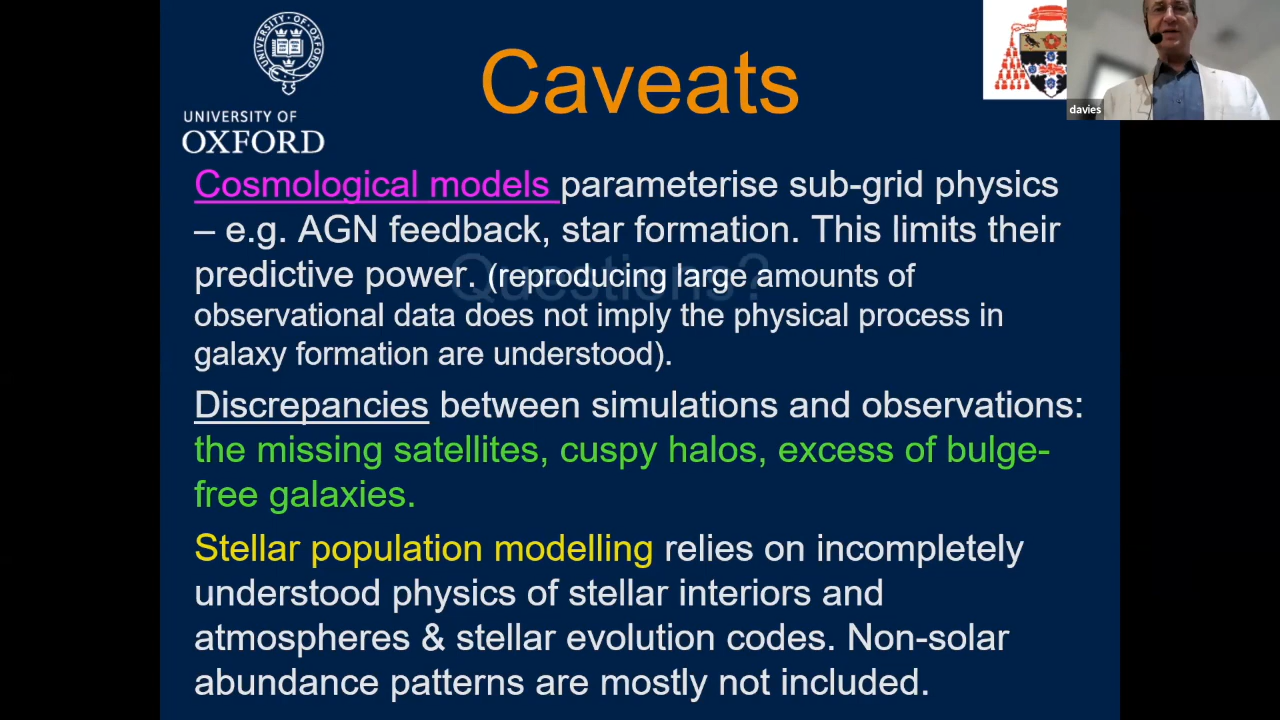 UNIVERSITY OF
OXFORD
Caveats
davies
Cosmological models parameterise sub-grid physics
– e.g. AGN feedback, star formation. This limits their
predictive power. (reproducing large amounts of
observational data does not imply the physical process in
galaxy formation are understood).
Questions?
Discrepancies between simulations and observations:
the missing satellites, cuspy halos, excess of bulge-
free galaxies.
Stellar population modelling relies on incompletely
understood physics of stellar interiors and
atmospheres & stellar evolution codes. Non-solar
abundance patterns are mostly not included.